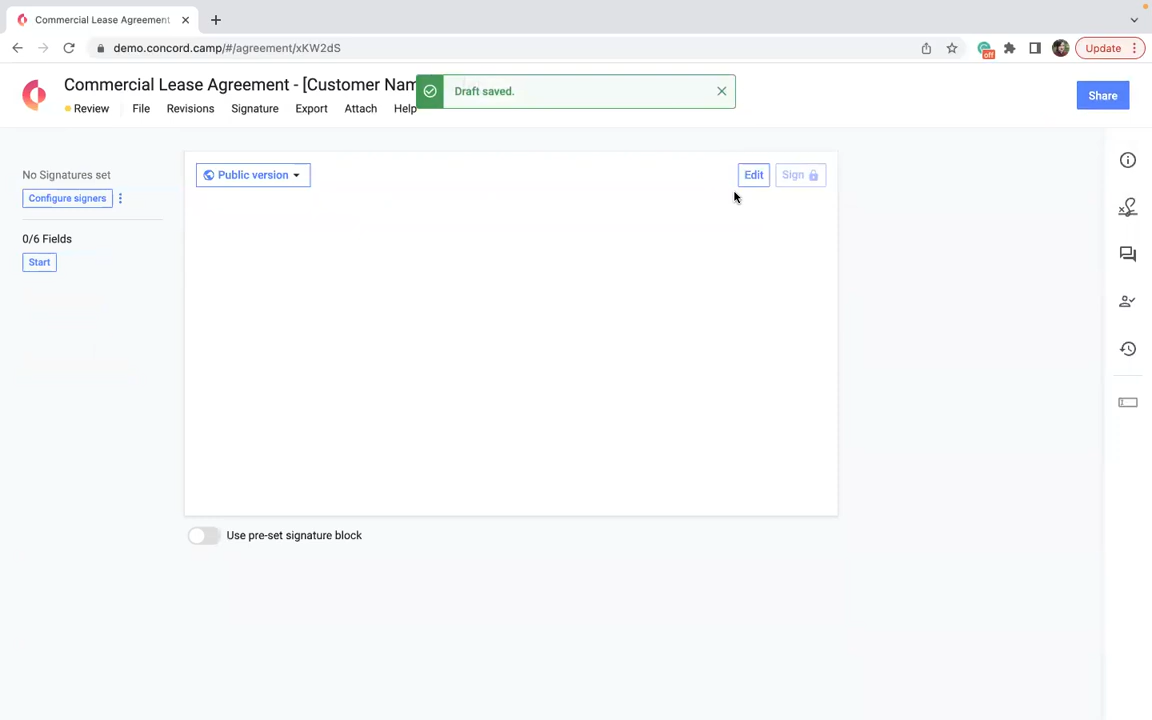 Commercial Lease Agreement
demo.concord.camp/#/agreement/xKW2dS
off
Update
Commercial Lease Agreement - [Customer Nam
Draft saved.
Review File Revisions Signature Export Attach Help
Share
No Signatures set
Configure signers
0/6 Fields
Start
Public version
Edit
Sign
Use pre-set signature block